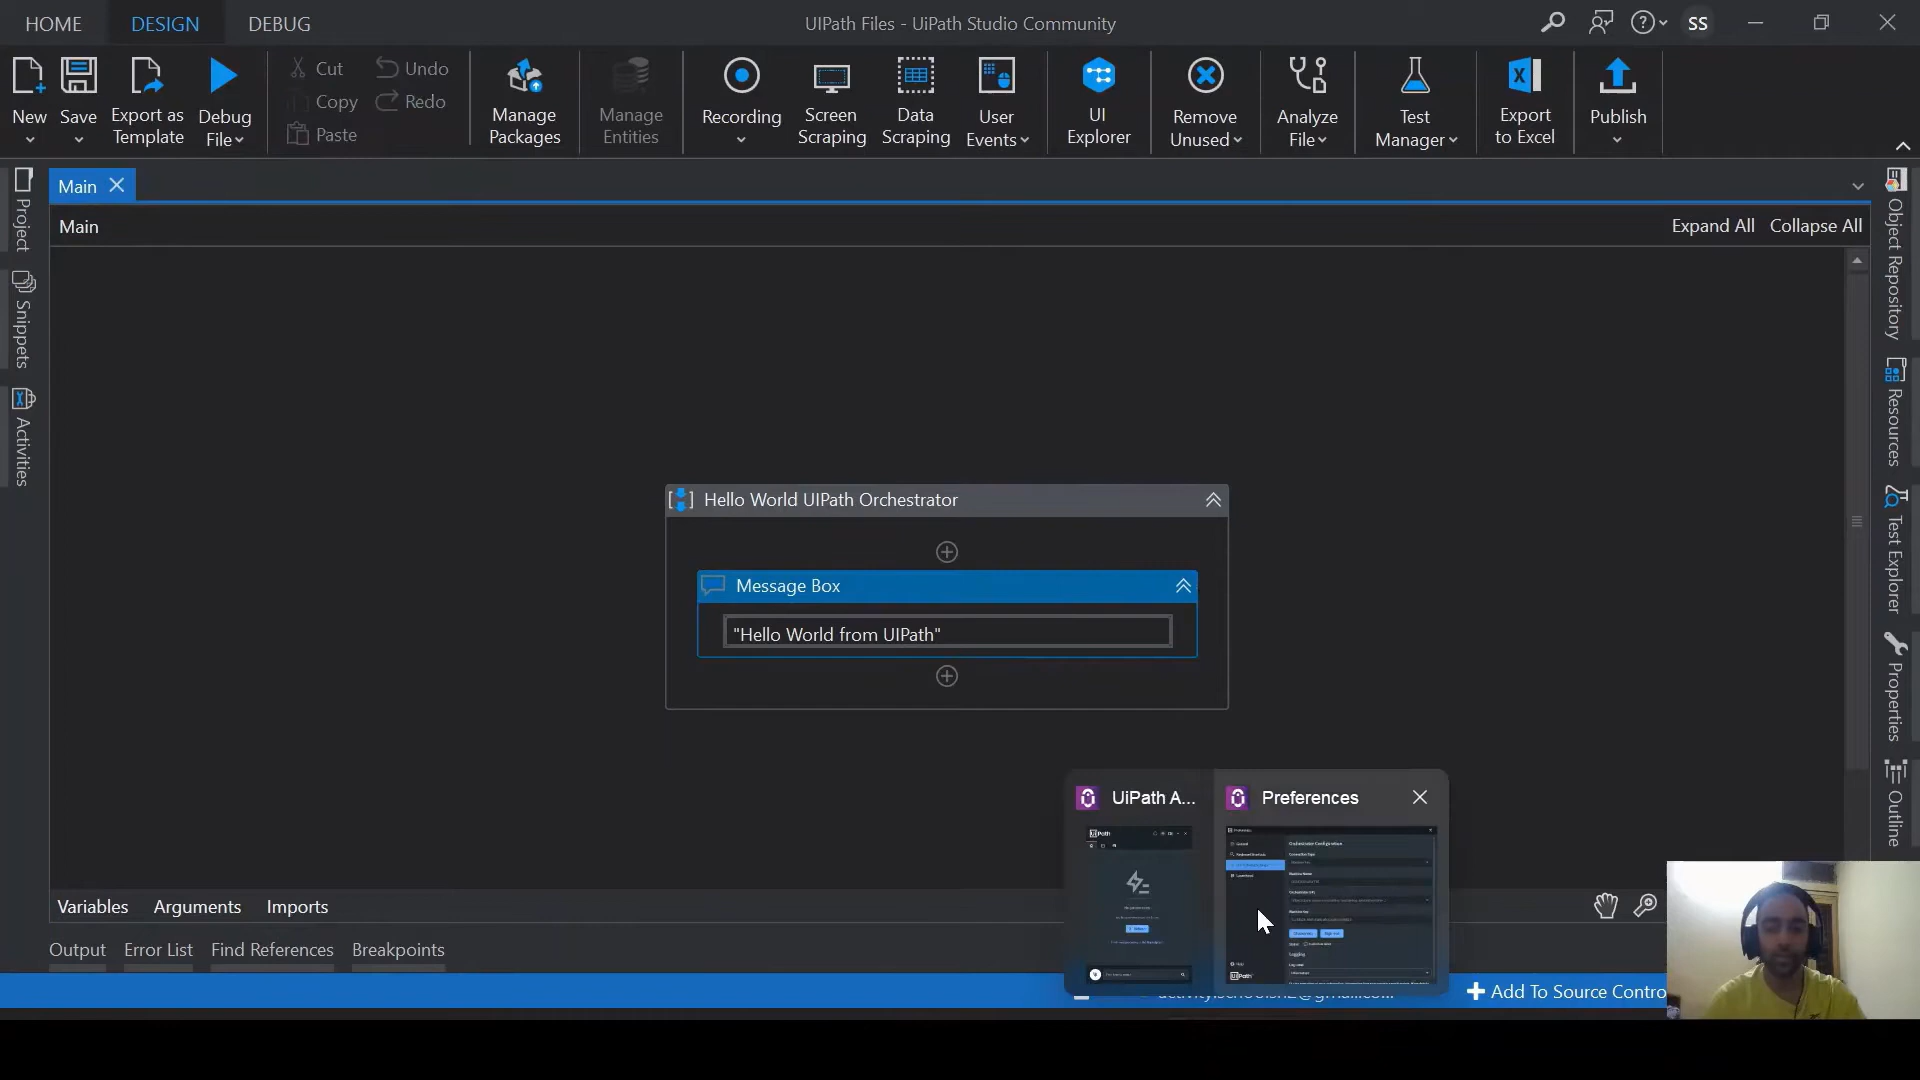 HOME DESIGN DEBUG UIPath Files - UiPath Studio Community SS
New Save Export as Template Debug File
Cut Undo
Copy Redo
Paste
Manage Packages
Manage Entities
Recording
Screen Scraping
Data Scraping
User Events
UI Explorer
Remove Unused
Analyze File
Test Manager
Export to Excel
Publish
Main
Main Expand All Collapse All
Project
Snippets
Activities
Object Repository
Resources
Test Explorer
Properties
Outline
Hello World UIPath Orchestrator
Message Box
"Hello World from UIPath"
UiPath A... Preferences
UiPath
Orchestrator Configuration
Variables Arguments Imports
Output Error List Find References Breakpoints
Add To Source Contro